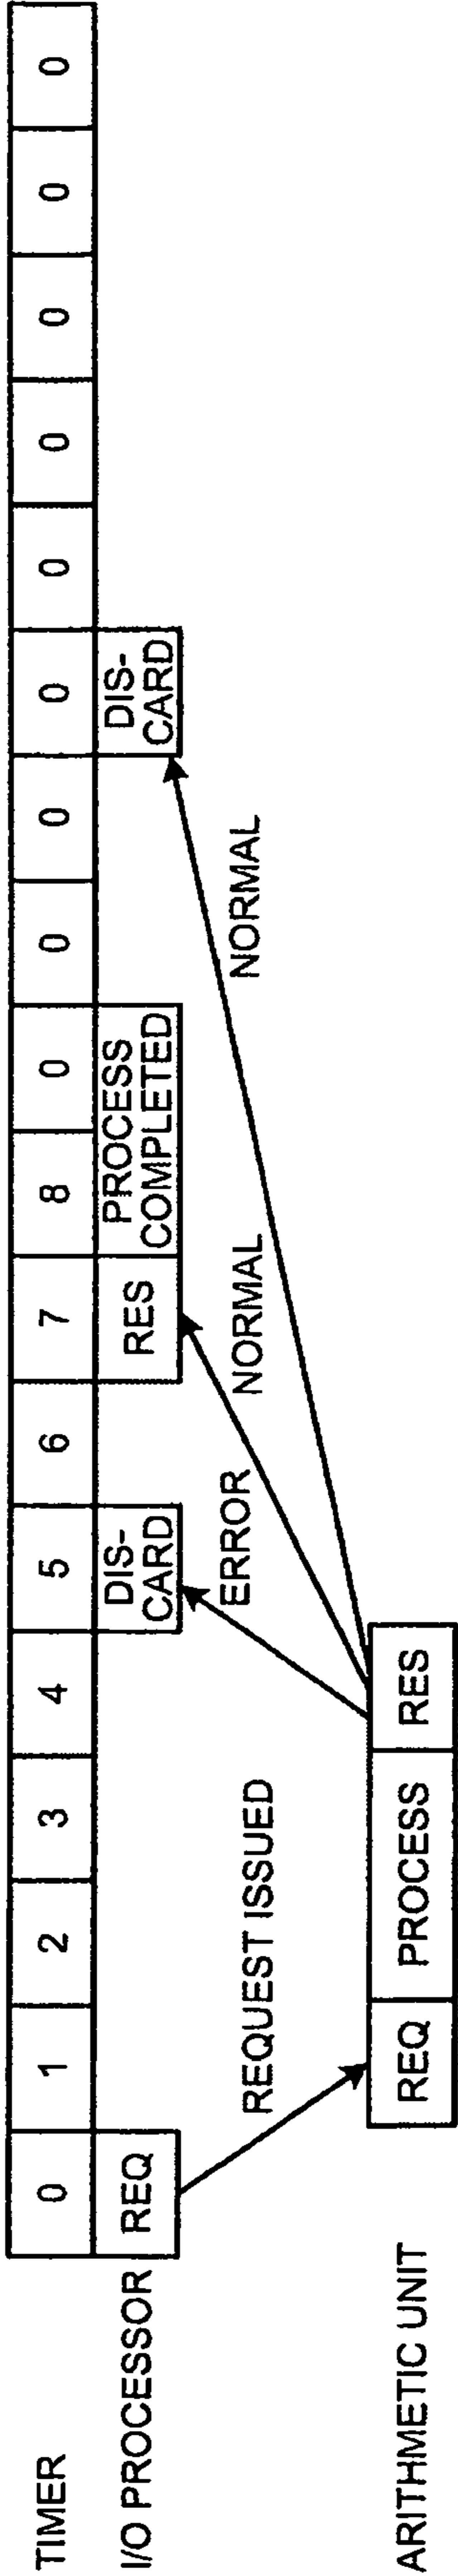 TIMER 0 1 2 3 4 5 6 7 8 0 0 0 0 0 0 0 0 0
I/O PROCESSOR REQ
DIS-
CARD
RES
PROCESS
COMPLETED
DIS-
CARD
REQUEST ISSUED
ERROR
NORMAL
NORMAL
ARITHMETIC UNIT REQ PROCESS RES